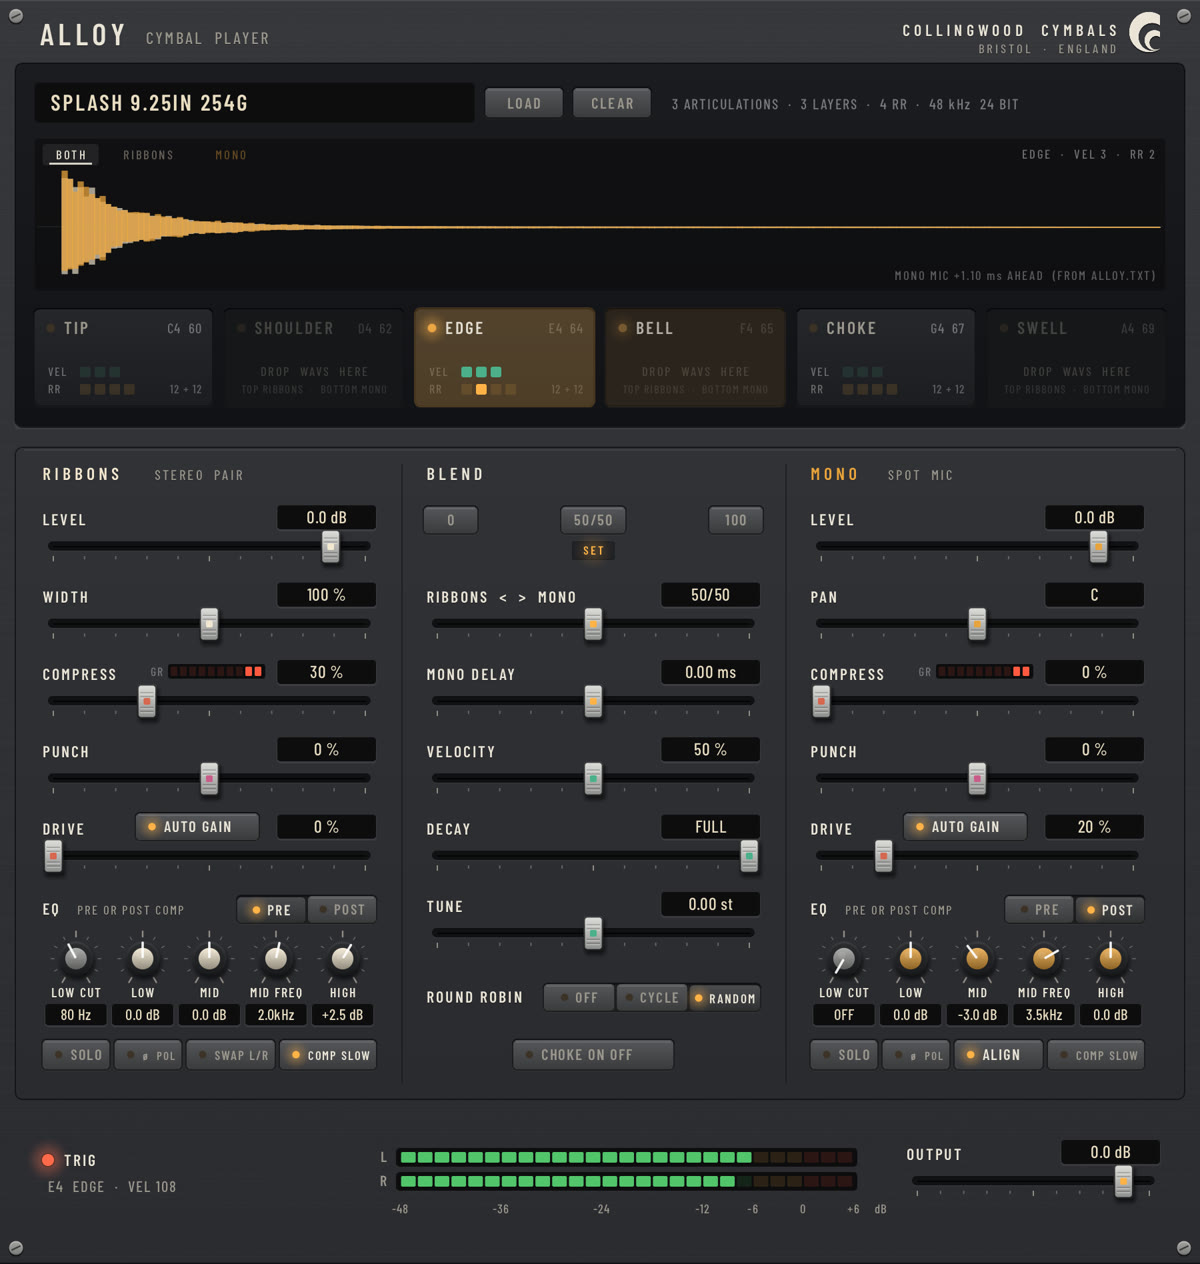 ALLOY CYMBAL PLAYER
COLLINGWOOD CYMBALS
BRISTOL · ENGLAND
SPLASH 9.25IN 254G
LOAD
CLEAR
3 ARTICULATIONS · 3 LAYERS · 4 RR · 48 kHz 24 BIT
BOTH
RIBBONS
MONO
EDGE · VEL 3 · RR 2
MONO MIC +1.10 ms AHEAD (FROM ALLOY.TXT)
TIP C4 60
VEL
RR 12 + 12
SHOULDER D4 62
DROP WAVS HERE
TOP RIBBONS · BOTTOM MONO
EDGE E4 64
VEL
RR 12 + 12
BELL F4 65
DROP WAVS HERE
TOP RIBBONS · BOTTOM MONO
CHOKE G4 67
VEL
RR 12 + 12
SWELL A4 69
DROP WAVS HERE
TOP RIBBONS · BOTTOM MONO
RIBBONS STEREO PAIR
LEVEL 0.0 dB
WIDTH 100 %
COMPRESS GR 30 %
PUNCH 0 %
DRIVE AUTO GAIN 0 %
EQ PRE OR POST COMP PRE POST
LOW CUT LOW MID MID FREQ HIGH
80 Hz 0.0 dB 0.0 dB 2.0kHz +2.5 dB
SOLO ø POL SWAP L/R COMP SLOW
BLEND
0 50/50 100
SET
RIBBONS < > MONO 50/50
MONO DELAY 0.00 ms
VELOCITY 50 %
DECAY FULL
TUNE 0.00 st
ROUND ROBIN OFF CYCLE RANDOM
CHOKE ON OFF
MONO SPOT MIC
LEVEL 0.0 dB
PAN C
COMPRESS GR 0 %
PUNCH 0 %
DRIVE AUTO GAIN 20 %
EQ PRE OR POST COMP PRE POST
LOW CUT LOW MID MID FREQ HIGH
OFF 0.0 dB -3.0 dB 3.5kHz 0.0 dB
SOLO ø POL ALIGN COMP SLOW
TRIG
E4 EDGE · VEL 108
L
R
-48 -36 -24 -12 -6 0 +6 dB
OUTPUT 0.0 dB